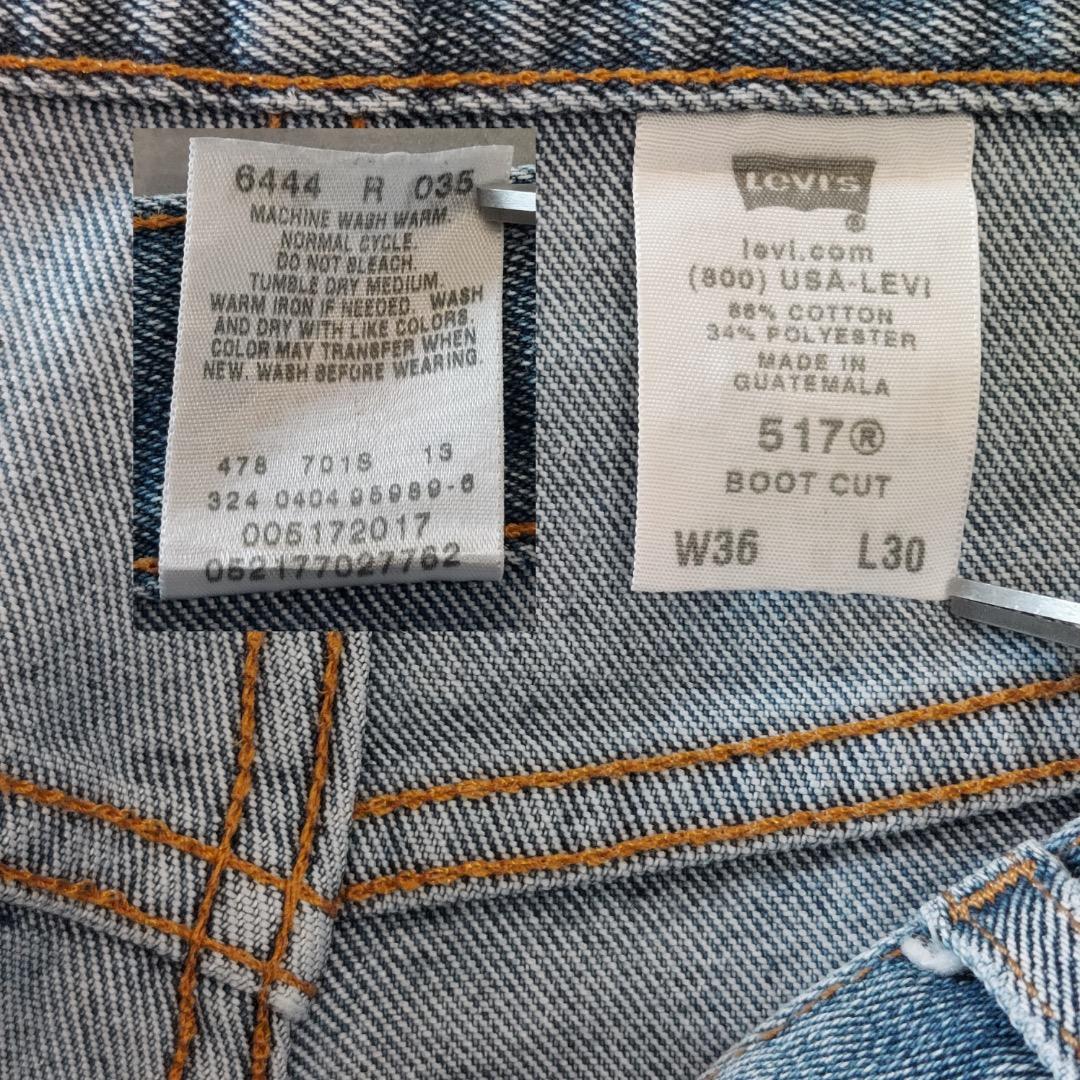 6444 R 035
MACHINE WASH WARM.
NORMAL CYCLE.
DO NOT BLEACH.
TUMBLE DRY MEDIUM.
WARM IRON IF NEEDED. WASH
AND DRY WITH LIKE COLORS.
COLOR MAY TRANSFER WHEN
NEW. WASH BEFORE WEARING.
478 701S 13
324 0404 95989-6
005172017
052177027762
LEVI'S
®
levi.com
(800) USA-LEVI
66% COTTON
34% POLYESTER
MADE IN
GUATEMALA
517®
BOOT CUT
W36 L30